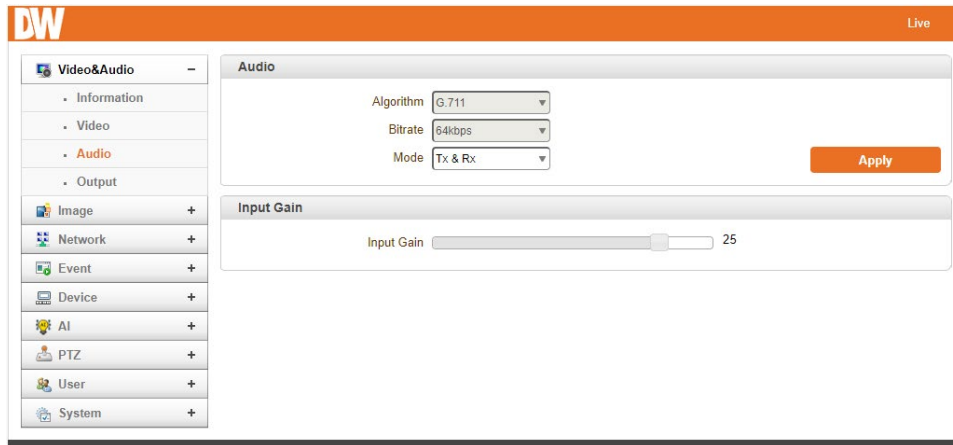 DW
Live
Video&Audio −
Information
Video
Audio
Output
Image +
Network +
Event +
Device +
AI +
PTZ +
User +
System +
Audio
Algorithm G.711
Bitrate 64kbps
Mode Tx & Rx
Apply
Input Gain
Input Gain 25